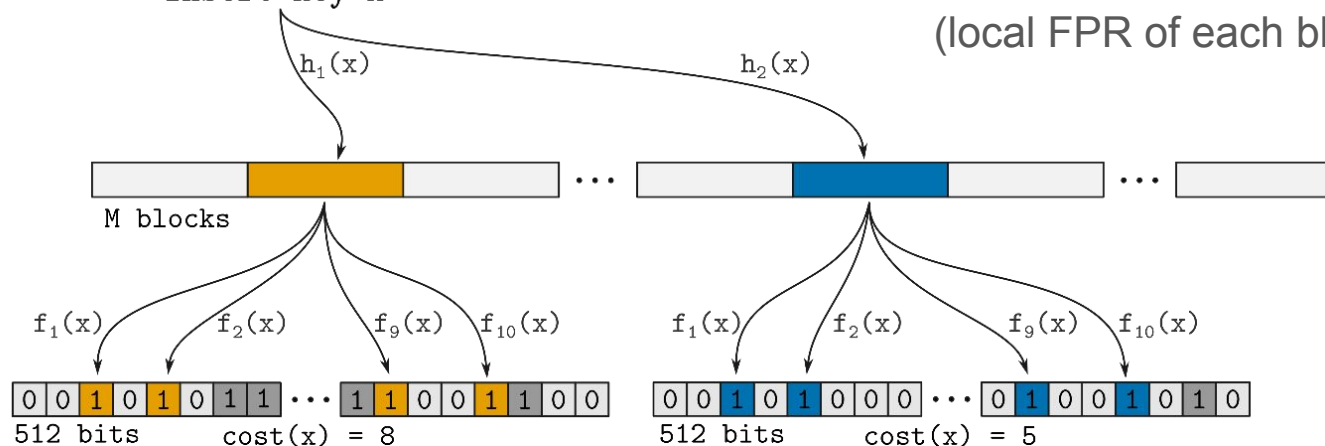 (local FPR of each
h₁(x) h₂(x)
... ...
M blocks
f₁(x) f₂(x) f₉(x) f₁₀(x) f₁(x) f₂(x) f₉(x) f₁₀(x)
0 0 1 0 1 0 1 1 ... 1 1 0 0 1 1 0 0 0 0 1 0 1 0 0 0 ... 0 1 0 0 1 0 1 0
512 bits cost(x) = 8 512 bits cost(x) = 5